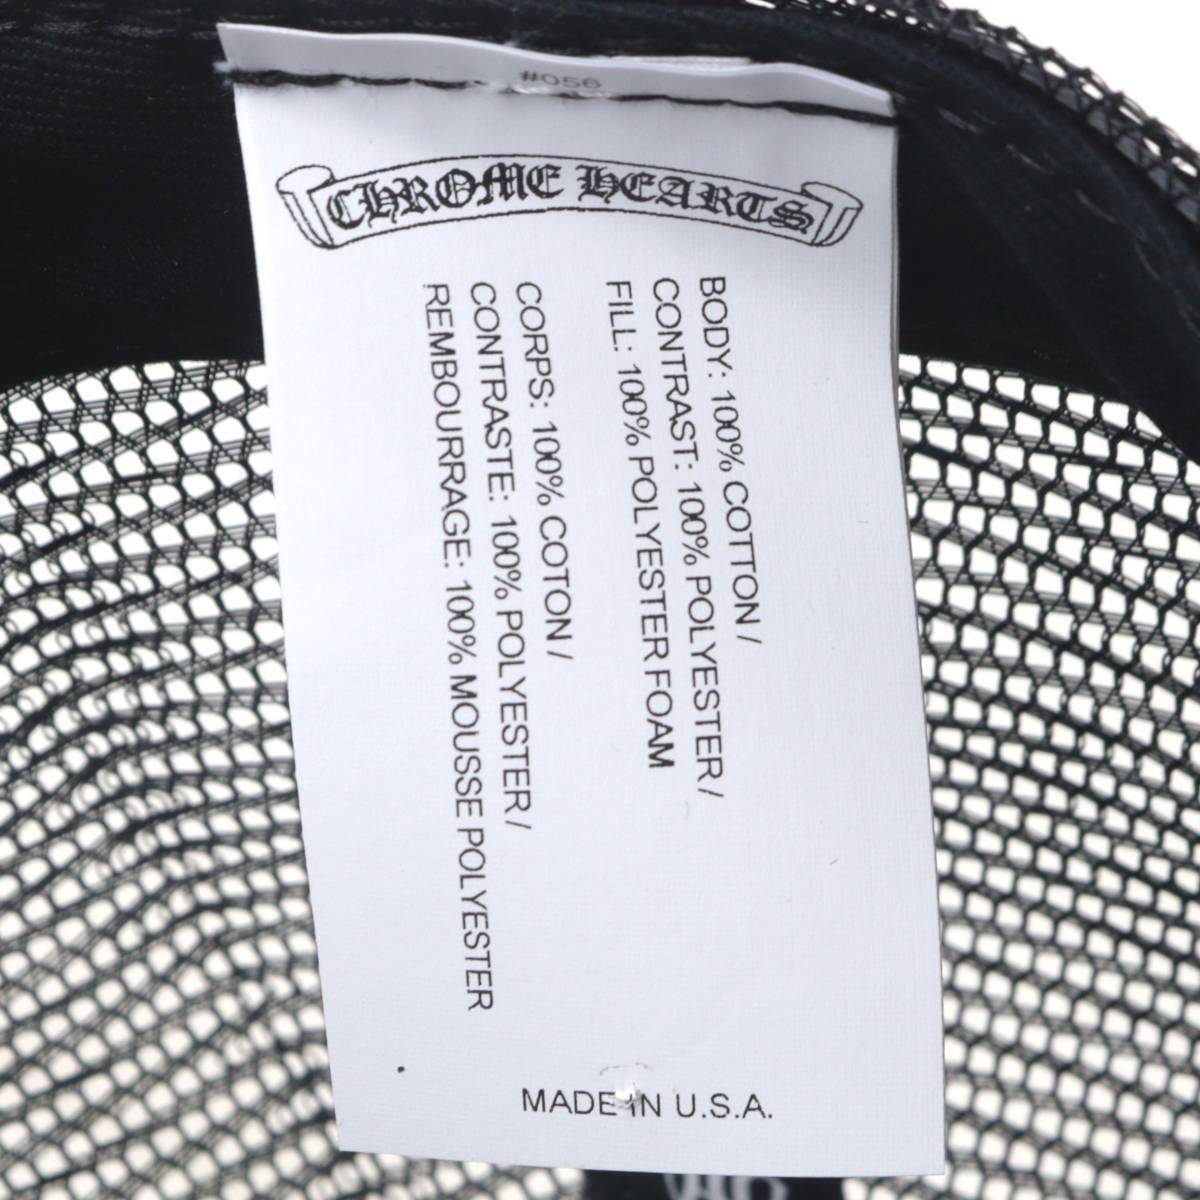 #056
CHROME HEARTS
BODY: 100% COTTON /
CONTRAST: 100% POLYESTER /
FILL: 100% POLYESTER FOAM
CORPS: 100% COTON /
CONTRASTE: 100% POLYESTER /
REMBOURRAGE: 100% MOUSSE POLYESTER
MADE IN U.S.A.